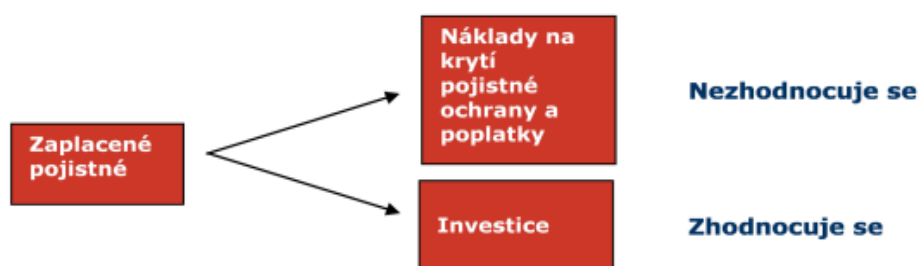 Zaplacené
pojistné
Náklady na
krytí
pojistné
ochrany a
poplatky
Nezhodnocuje se
Investice
Zhodnocuje se